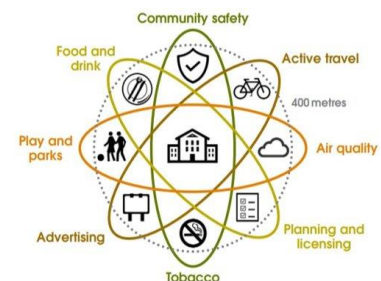 Community safety
Food and
drink
Active travel
400 metres
Play and
parks
Air quality
Advertising
Planning and
licensing
Tobacco